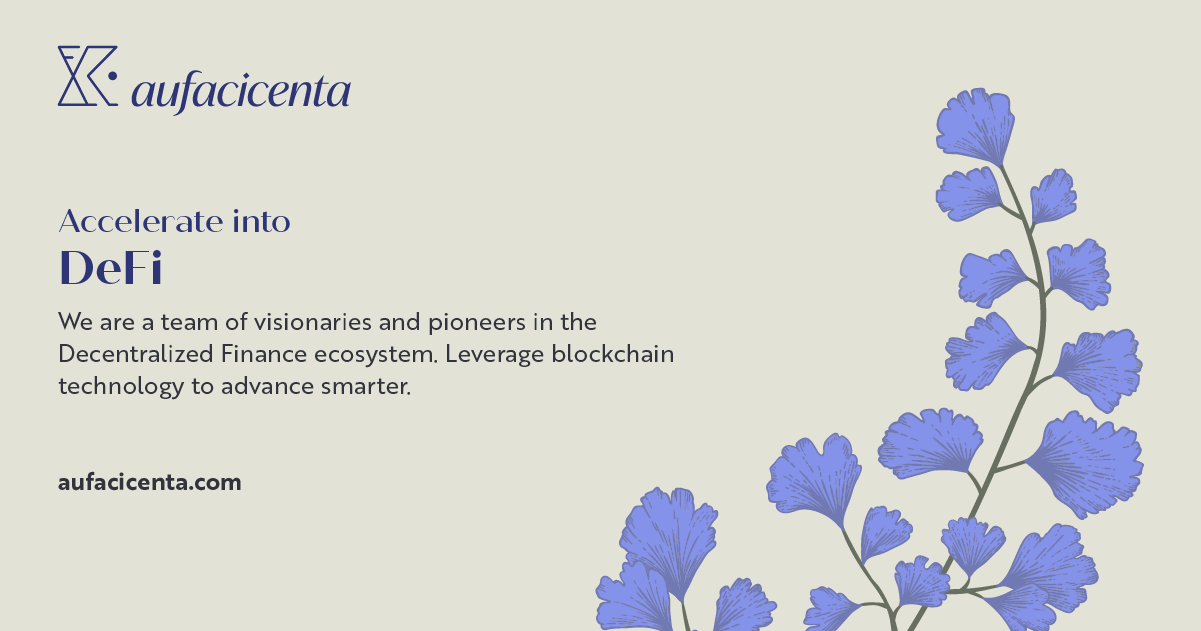 aufacicenta
Accelerate into
DeFi
We are a team of visionaries and pioneers in the
Decentralized Finance ecosystem. Leverage blockchain
technology to advance smarter.
aufacicenta.com